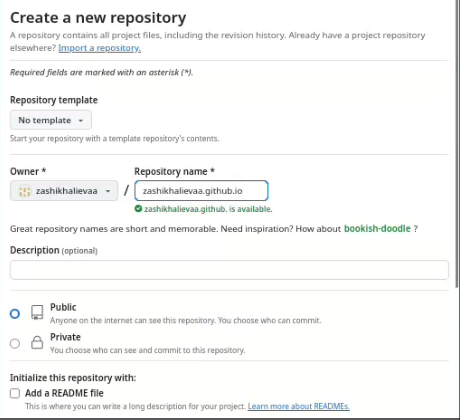 Create a new repository
A repository contains all project files, including the revision history. Already have a project repository
elsewhere? Import a repository.
Required fields are marked with an asterisk (*).
Repository template
No template
Start your repository with a template repository's contents.
Owner * Repository name *
zashikhalievaa / zashikhalievaa.github.io
zashikhalievaa.github. is available.
Great repository names are short and memorable. Need inspiration? How about bookish-doodle ?
Description (optional)
Public
Anyone on the internet can see this repository. You choose who can commit.
Private
You choose who can see and commit to this repository.
Initialize this repository with:
Add a README file
This is where you can write a long description for your project. Learn more about READMEs.